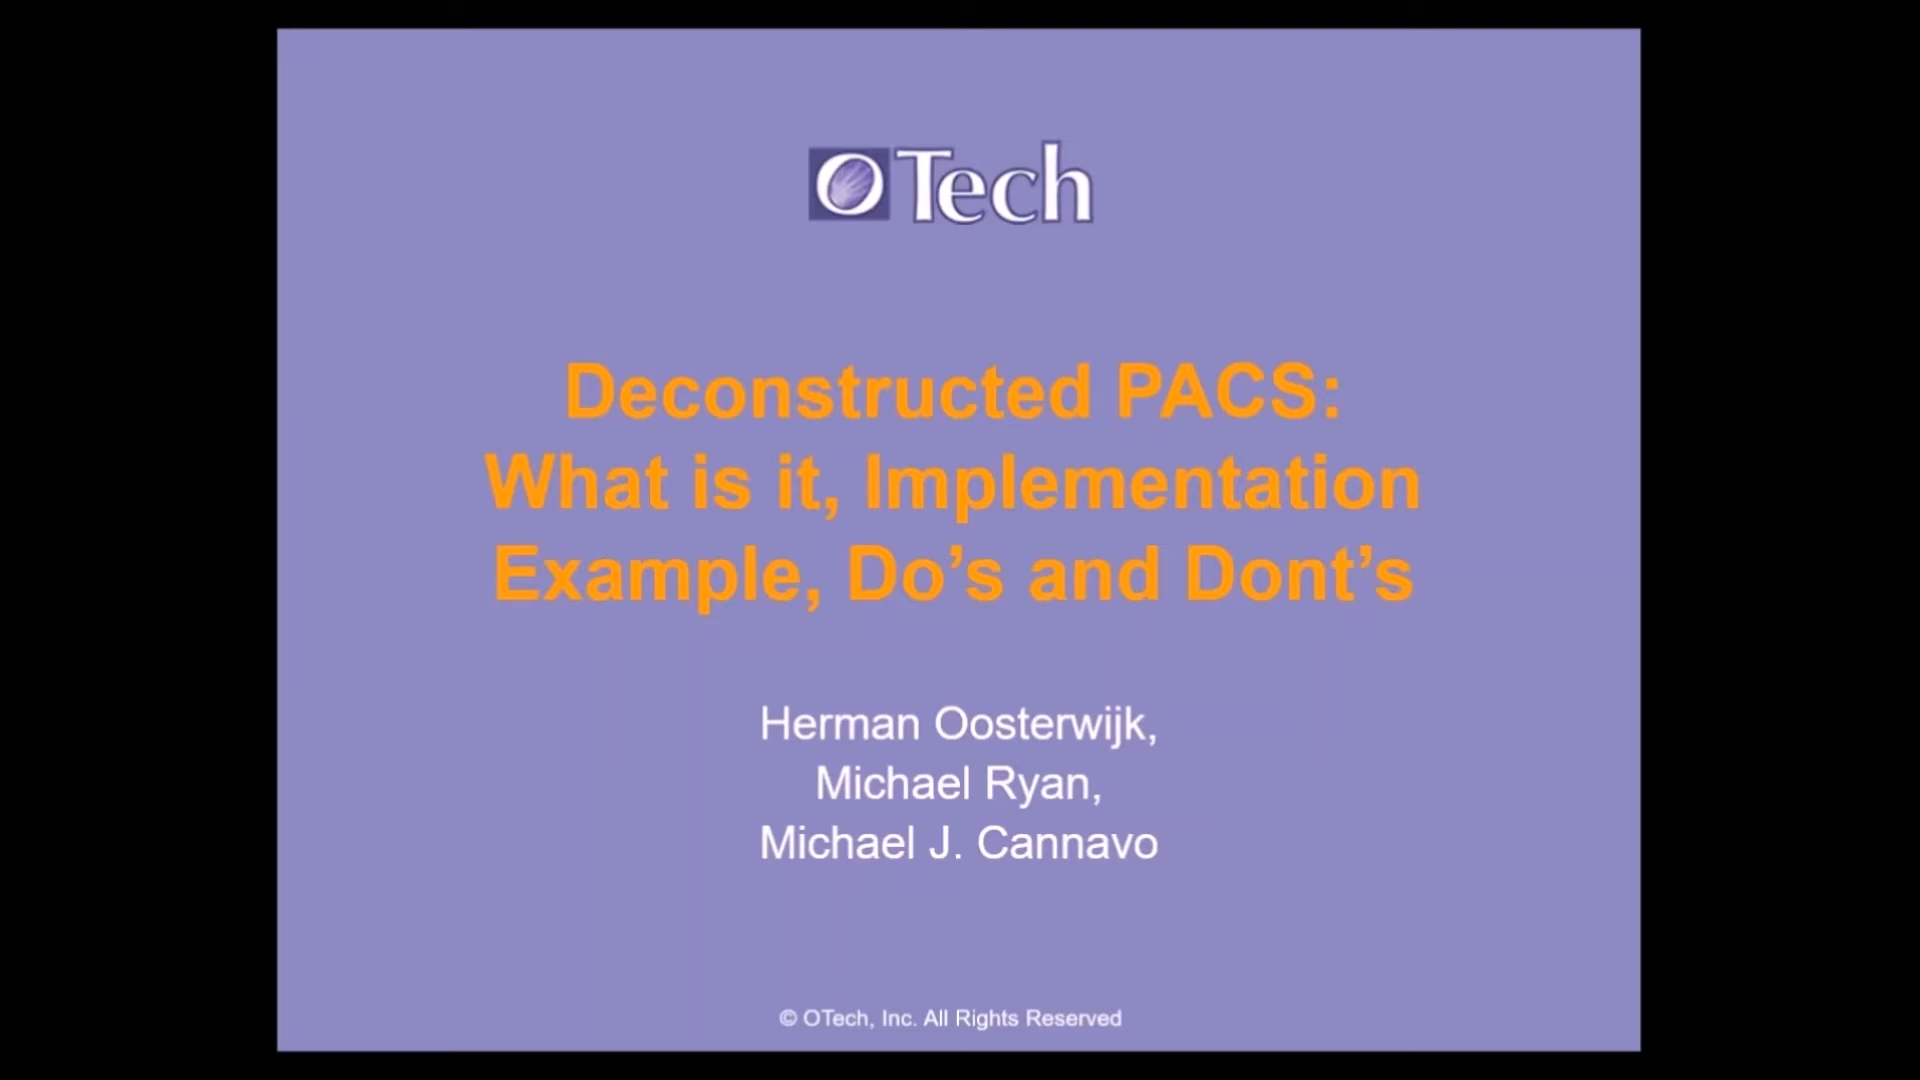 OTech
Deconstructed PACS:
What is it, Implementation
Example, Do’s and Dont’s
Herman Oosterwijk,
Michael Ryan,
Michael J. Cannavo
© OTech, Inc. All Rights Reserved